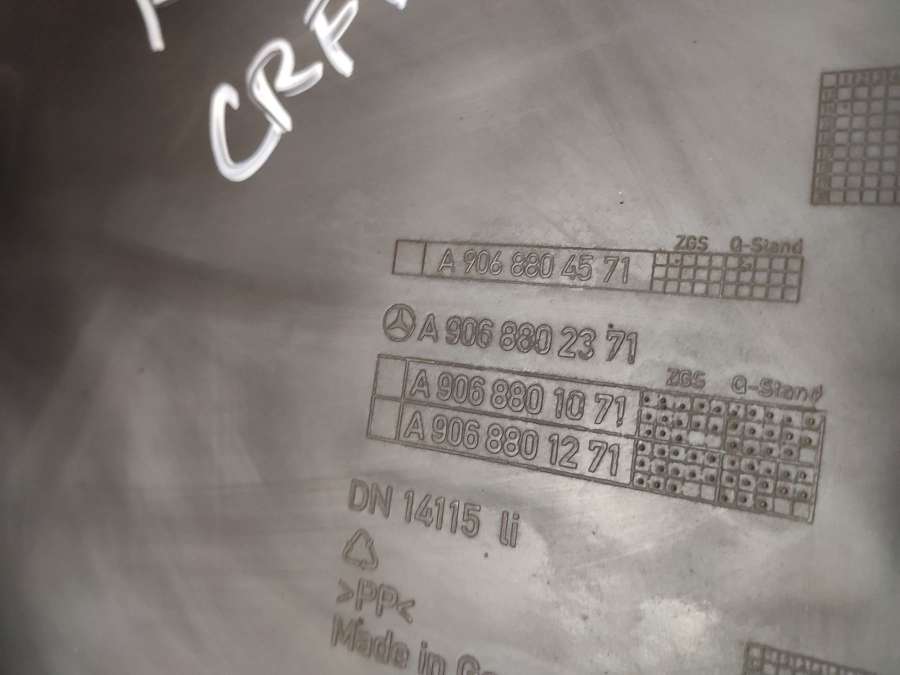 CRF
ZGS Q-Stand
A 906 880 45 71
A 906 880 23 71
ZGS Q-Stand
A 906 880 10 71
A 906 880 12 71
DN 14115 li
>PP<
Made in